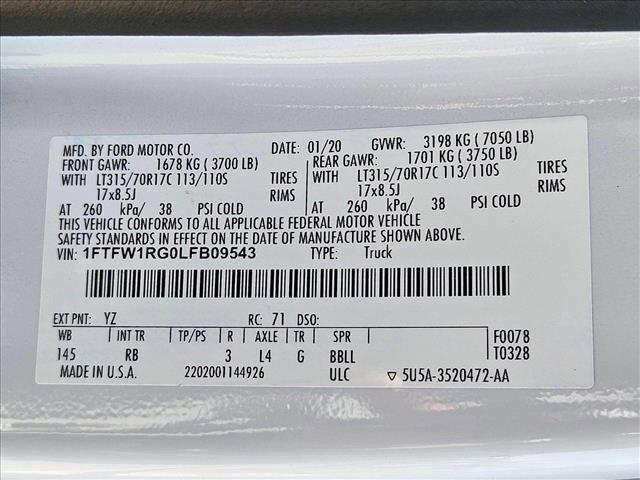 MFD. BY FORD MOTOR CO. DATE: 01/20 GVWR: 3198 KG ( 7050 LB)
FRONT GAWR: 1678 KG ( 3700 LB) REAR GAWR: 1701 KG ( 3750 LB)
WITH LT315/70R17C 113/110S TIRES WITH LT315/70R17C 113/110S TIRES
17x8.5J RIMS 17x8.5J RIMS
AT 260 kPa/ 38 PSI COLD AT 260 kPa/ 38 PSI COLD
THIS VEHICLE CONFORMS TO ALL APPLICABLE FEDERAL MOTOR VEHICLE
SAFETY STANDARDS IN EFFECT ON THE DATE OF MANUFACTURE SHOWN ABOVE.
VIN: 1FTFW1RG0LFB09543 TYPE: Truck
EXT PNT: YZ RC: 71 DSO:
WB INT TR TP/PS R AXLE TR SPR F0078
145 RB 3 L4 G BBLL T0328
MADE IN U.S.A. 2202001144926 ULC ▽ 5U5A-3520472-AA